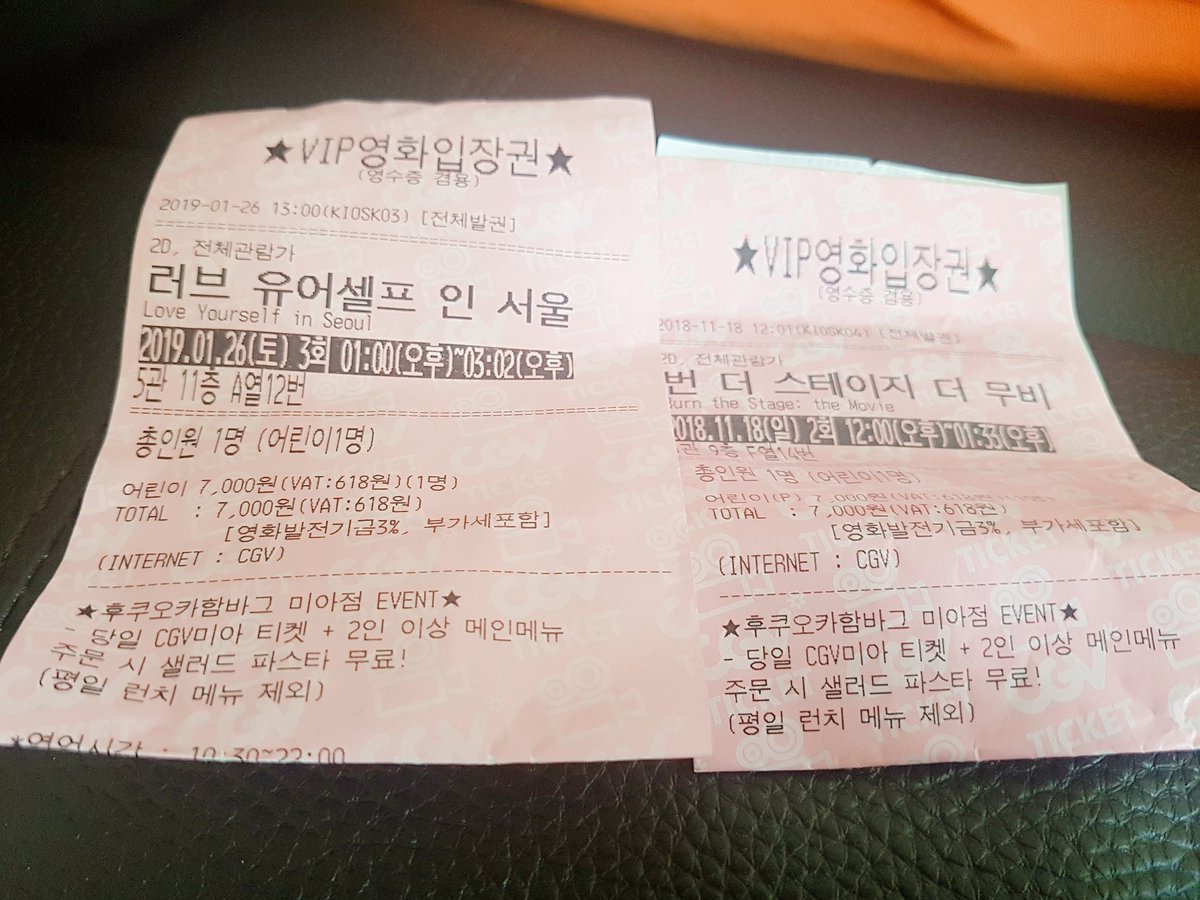 ★VIP영화입장권★
(영수증 겸용)
2019-01-26 13:00(KIOSK03) [전체발권]
2D, 전체관람가
러브 유어셀프 인 서울
Love Yourself in Seoul
2019.01.26(토) 3회 01:00(오후)~03:02(오후)
5관 11층 A열12번
총인원 1명 (어린이1명)
어린이 7,000원(VAT:618원)(1명)
TOTAL : 7,000원(VAT:618원)
[영화발전기금3%, 부가세포함]
(INTERNET : CGV)
★후쿠오카함바그 미아점 EVENT★
- 당일 CGV미아 티켓 + 2인 이상 메인메뉴
주문 시 샐러드 파스타 무료!
(평일 런치 메뉴 제외)
*영업시간 : 10:30~22:00
★VIP영화입장권★
(영수증 겸용)
2018-11-18 12:01(KIOSK04) [전체발권]
2D, 전체관람가
번 더 스테이지 더 무비
Burn the Stage: the Movie
2018.11.18(일) 2회 12:00(오후)~01:33(오후)
관 9층 F열14번
총인원 1명 (어린이1명)
어린이(P) 7,000원(VAT:618원)(1명)
TOTAL : 7,000원(VAT:618원)
[영화발전기금3%, 부가세포함]
(INTERNET : CGV)
★후쿠오카함바그 미아점 EVENT★
- 당일 CGV미아 티켓 + 2인 이상 메인메뉴
주문 시 샐러드 파스타 무료!
(평일 런치 메뉴 제외)